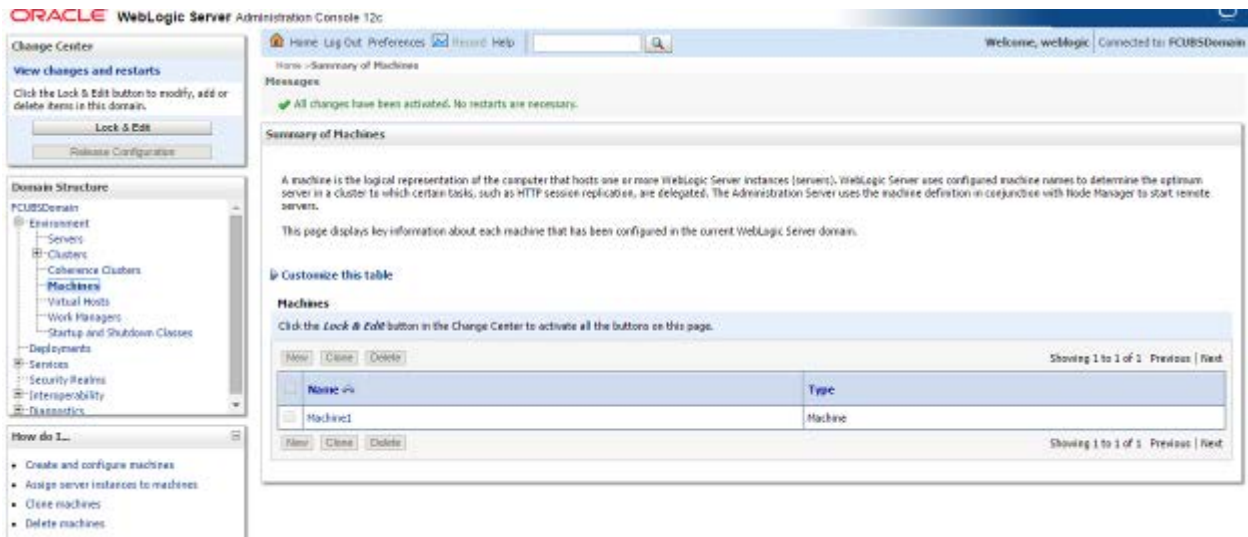 ORACLE WebLogic Server Administration Console 12c
Change Center
View changes and restarts
Click the Lock & Edit button to modify, add or
delete items in this domain.
Lock & Edit
Release Configuration
Domain Structure
FCUBSDomain
Environment
Servers
Clusters
Coherence Clusters
Machines
Virtual Hosts
Work Managers
Startup and Shutdown Classes
Deployments
Services
Security Realms
Interoperability
Diagnostics
How do I...
Create and configure machines
Assign server instances to machines
Clone machines
Delete machines
Home Log Out Preferences Record Help
Welcome, weblogic Connected to: FCUBSDomain
Home >Summary of Machines
Messages
All changes have been activated. No restarts are necessary.
Summary of Machines
A machine is the logical representation of the computer that hosts one or more WebLogic Server instances (servers). WebLogic Server uses configured machine names to determine the optimum
server in a cluster to which certain tasks, such as HTTP session replication, are delegated. The Administration Server uses the machine definition in conjunction with Node Manager to start remote
servers.
This page displays key information about each machine that has been configured in the current WebLogic Server domain.
Customize this table
Machines
Click the Lock & Edit button in the Change Center to activate all the buttons on this page.
New Clone Delete Showing 1 to 1 of 1 Previous | Next
Name Type
Machine1 Machine
New Clone Delete Showing 1 to 1 of 1 Previous | Next